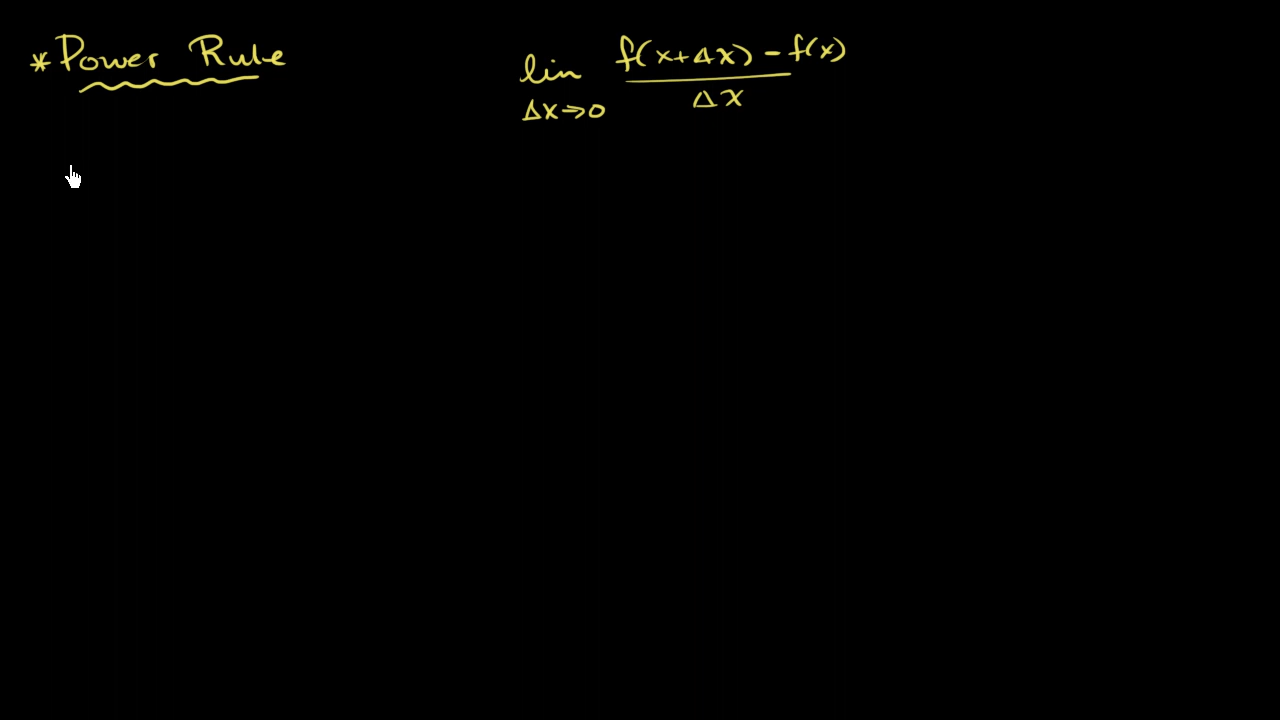 *Power Rule
lim f(x+Δx) - f(x)
Δx→0 Δx